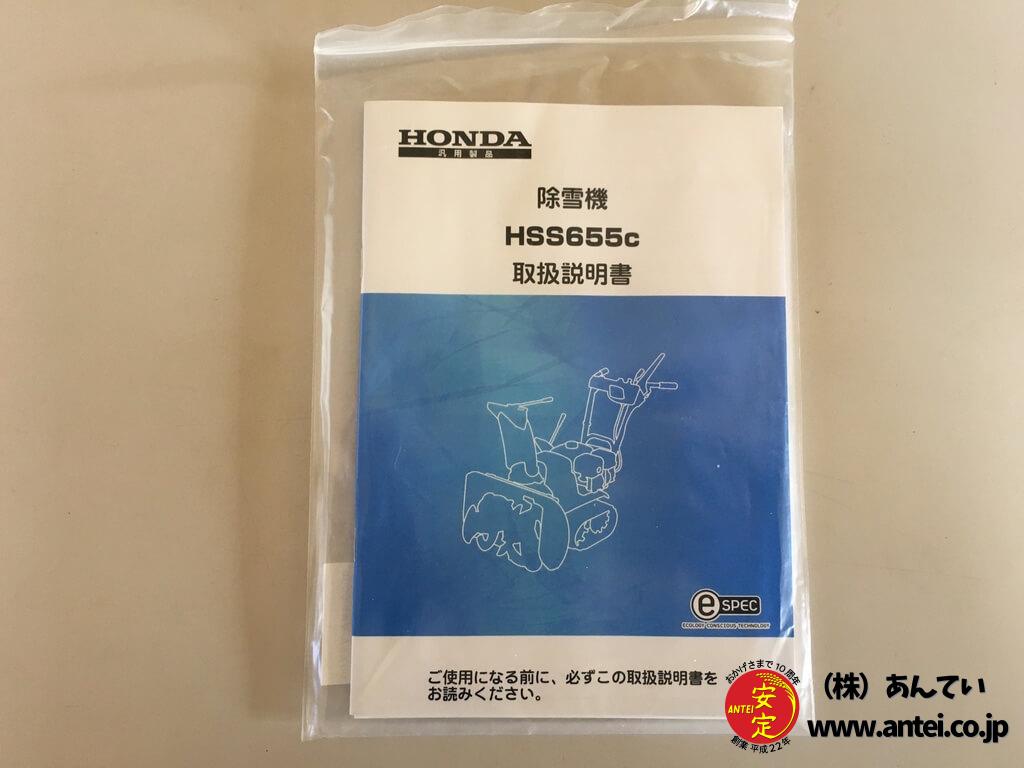 HONDA
汎用製品
除雪機
HSS655c
取扱説明書
e SPEC
ECOLOGY CONSCIOUS TECHNOLOGY
ご使用になる前に、必ずこの取扱説明書を
お読みください。
おかげさまで10周年
ANTEI
安定
創業 平成22年
（株）あんてい
www.antei.co.jp